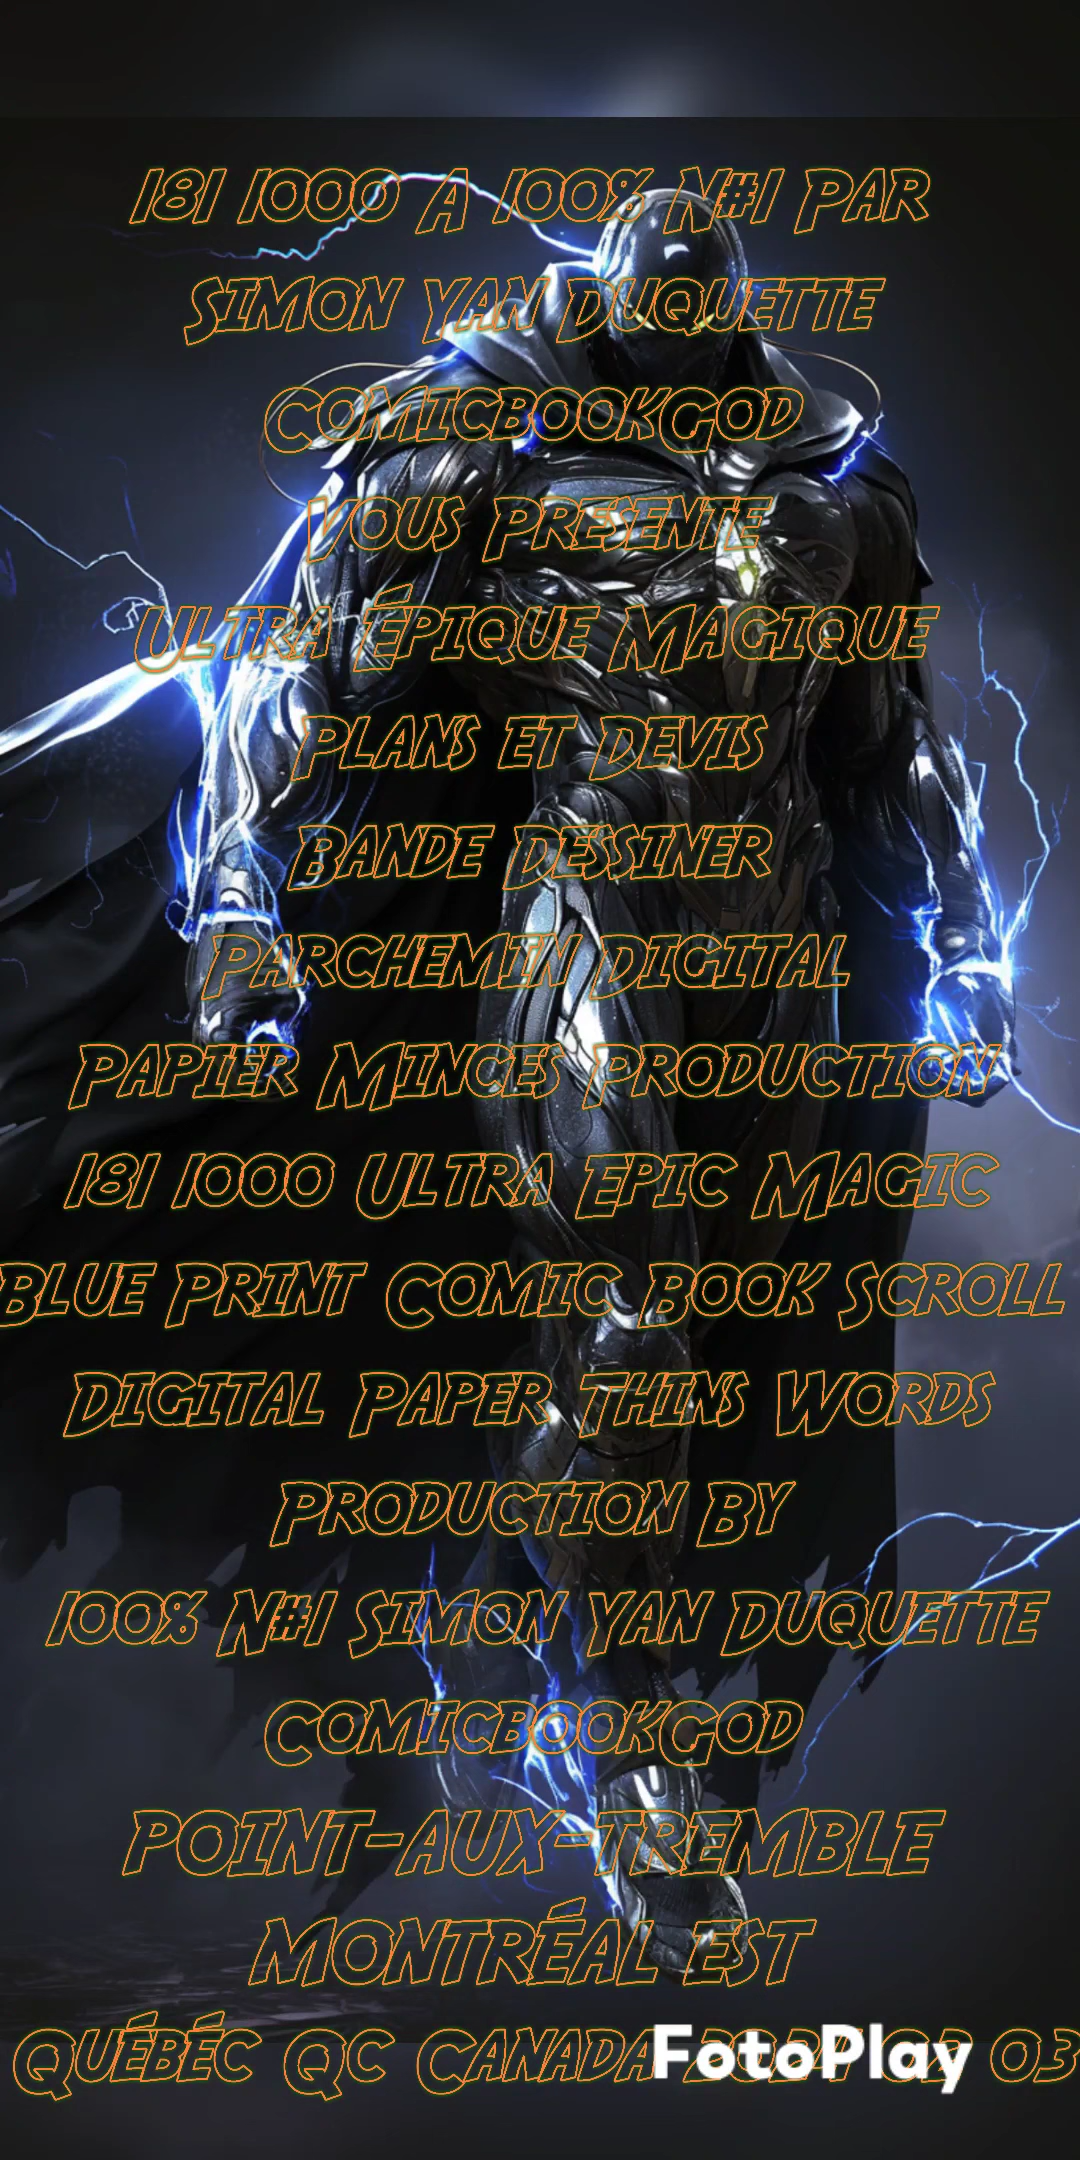 181 1000 A 100% N#1 Par
Simon Yan Duquette
ComicbookGod
Vous Presente
Ultra Épique Magique
Plans et Devis
Bande dessiner
Parchemin Digital
Papier Minces Production
181 1000 Ultra Epic Magic
Blue Print Comic Book Scroll
Digital Paper Thins Words
Production By
100% N#1 Simon Yan Duquette
ComicbookGod
Point-aux-tremble
Montréal est
Québéc Qc Canada 03
FotoPlay